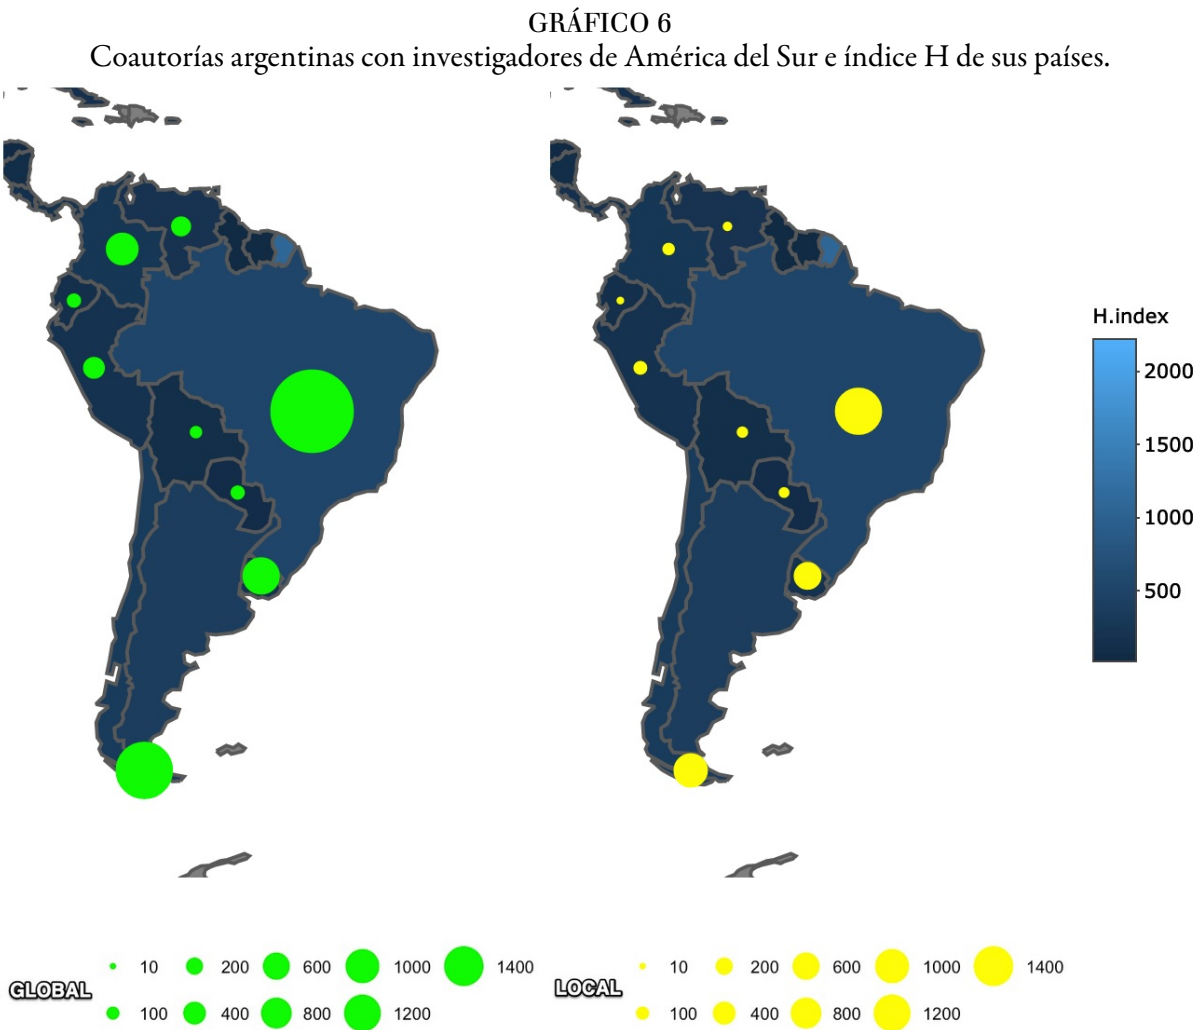 GRÁFICO 6
Coautorías argentinas con investigadores de América del Sur e índice H de sus países.
H.index
2000
1500
1000
500
GLOBAL
10 200 600 1000 1400
100 400 800 1200
LOCAL
10 200 600 1000 1400
100 400 800 1200